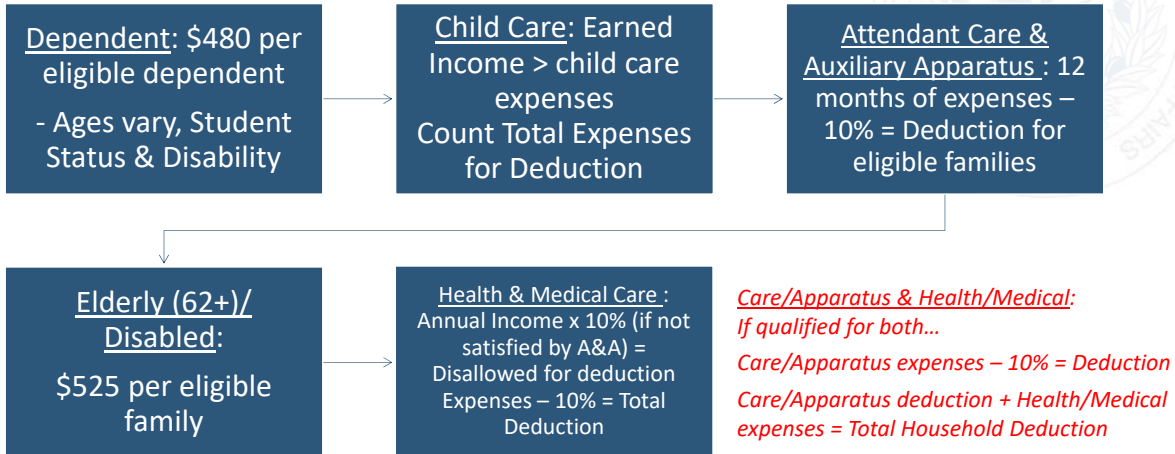 Dependent: $480 per
eligible dependent
- Ages vary, Student
Status & Disability
Child Care: Earned
Income > child care
expenses
Count Total Expenses
for Deduction
Attendant Care &
Auxiliary Apparatus : 12
months of expenses –
10% = Deduction for
eligible families
Elderly (62+)/
Disabled:
$525 per eligible
family
Health & Medical Care :
Annual Income x 10% (if not
satisfied by A&A) =
Disallowed for deduction
Expenses – 10% = Total
Deduction
Care/Apparatus & Health/Medical:
If qualified for both…
Care/Apparatus expenses – 10% = Deduction
Care/Apparatus deduction + Health/Medical
expenses = Total Household Deduction
AIRS